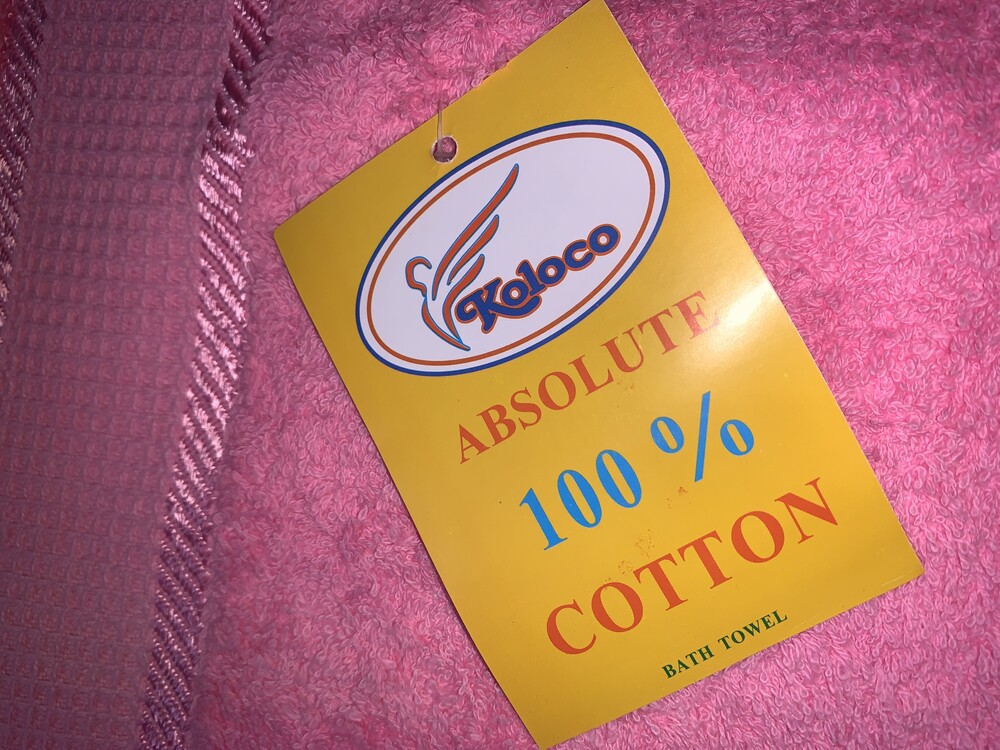 Koloco
ABSOLUTE
100 %
COTTON
BATH TOWEL